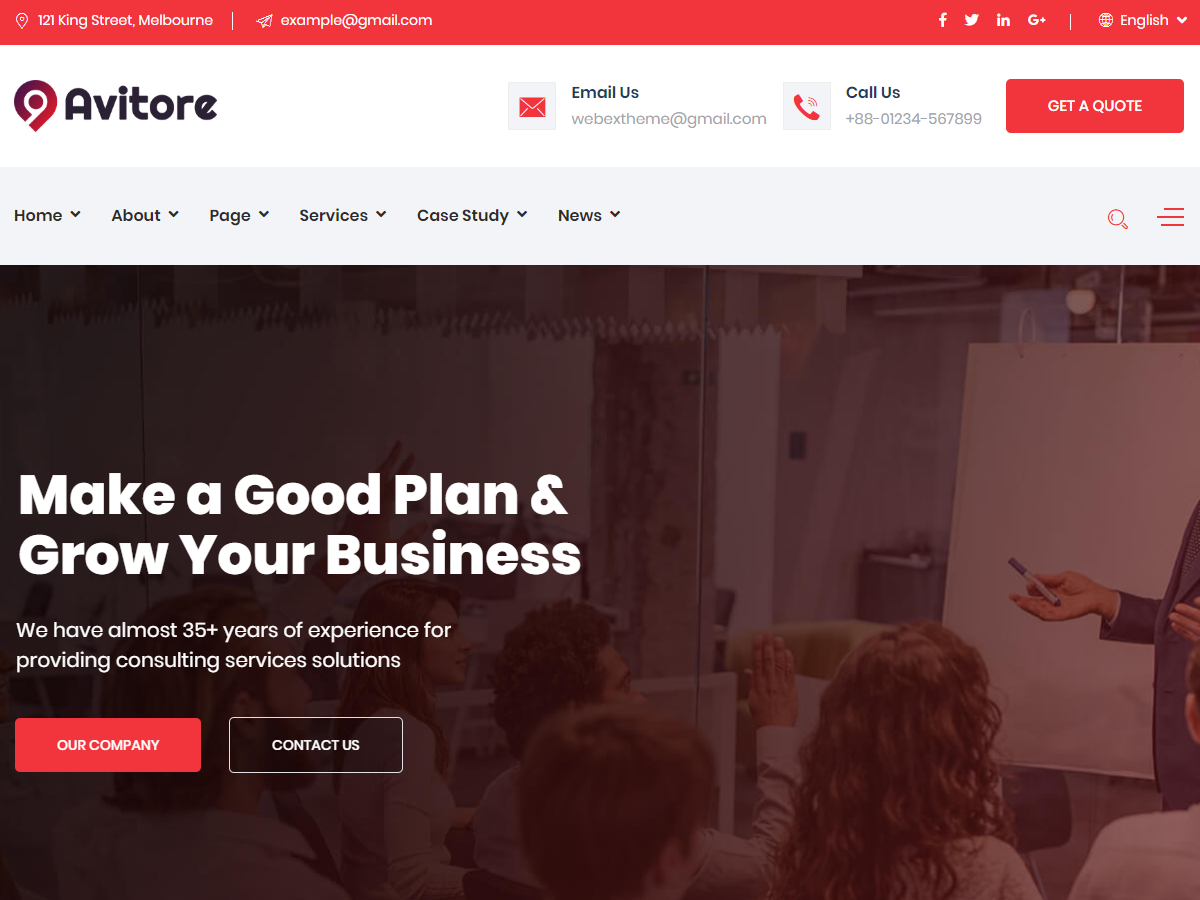 121 King Street, Melbourne
example@gmail.com
English
Avitore
Email Us
webextheme@gmail.com
Call Us
+88-01234-567899
GET A QUOTE
Home
About
Page
Services
Case Study
News
Make a Good Plan &
Grow Your Business
We have almost 35+ years of experience for
providing consulting services solutions
OUR COMPANY
CONTACT US